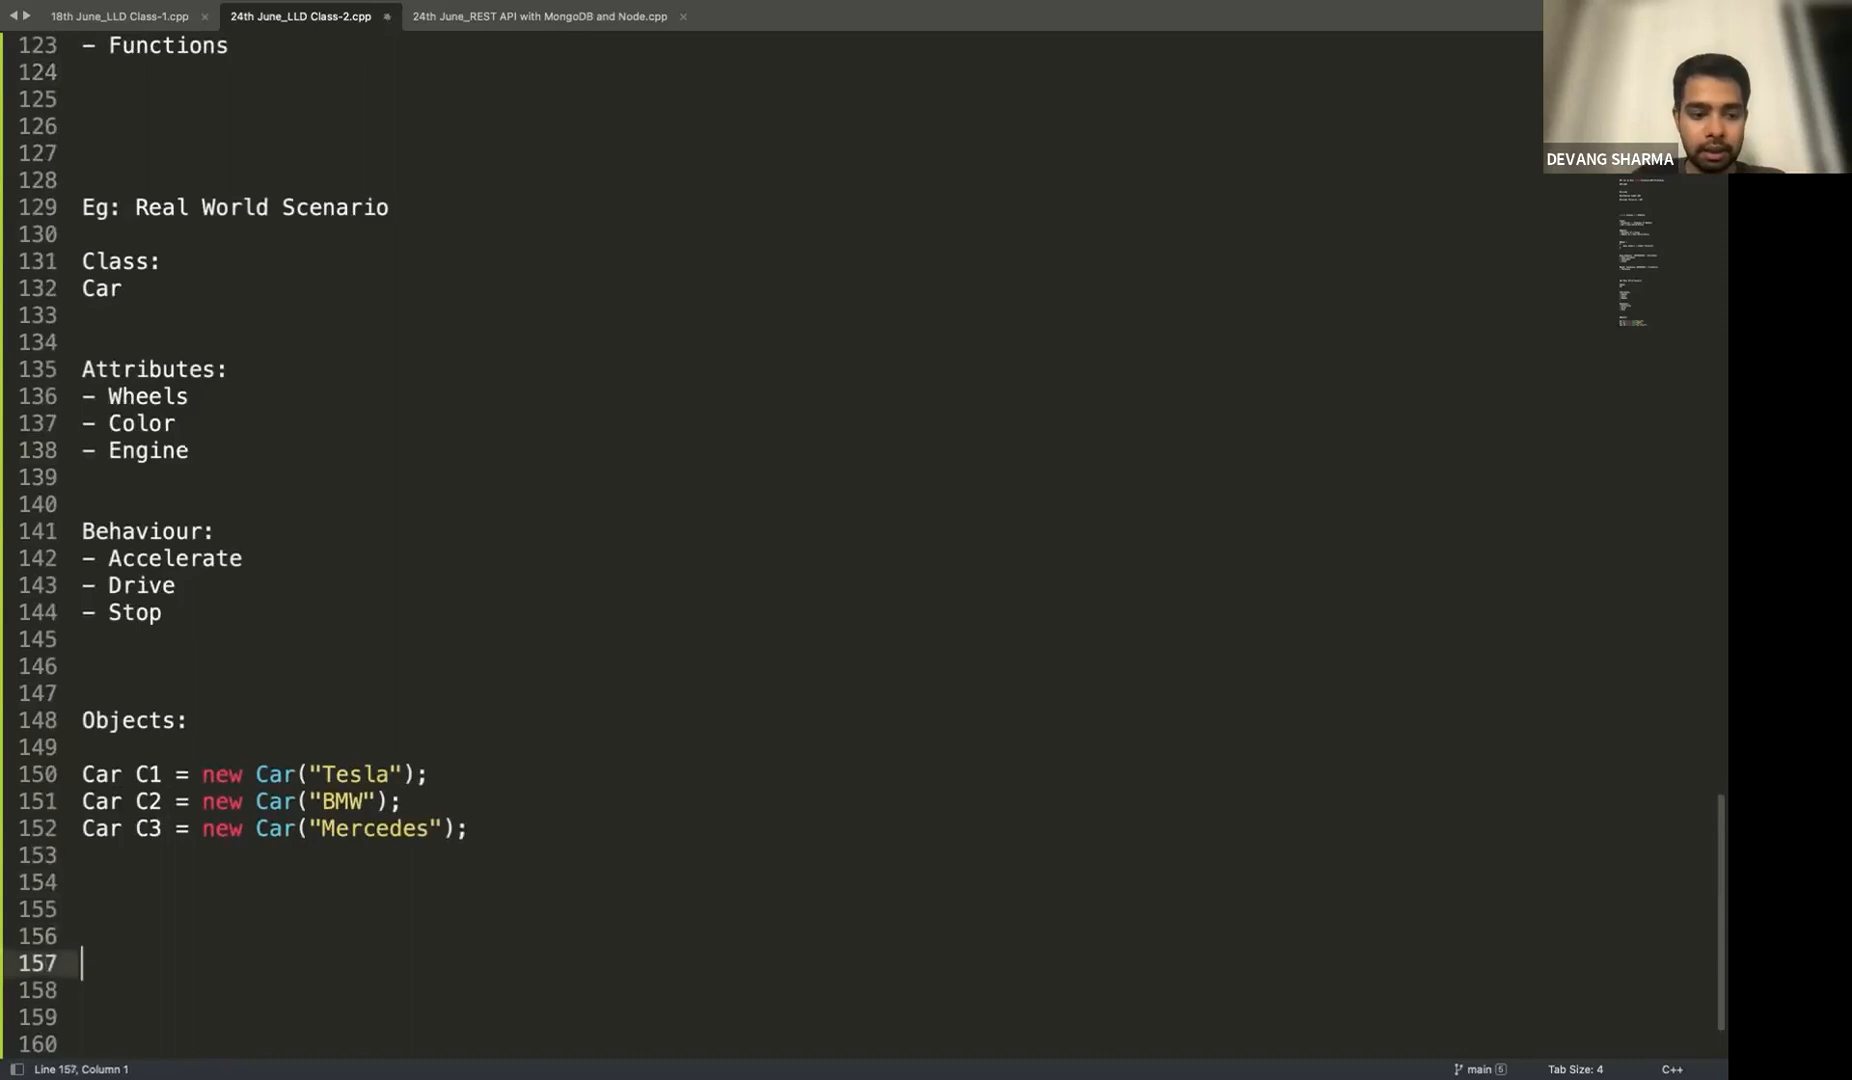 18th June_LLD Class-1.cpp
24th June_LLD Class-2.cpp
24th June_REST API with MongoDB and Node.cpp
DEVANG SHARMA
123 - Functions
124
125
126
127
128
129 Eg: Real World Scenario
130
131 Class:
132 Car
133
134
135 Attributes:
136 - Wheels
137 - Color
138 - Engine
139
140
141 Behaviour:
142 - Accelerate
143 - Drive
144 - Stop
145
146
147
148 Objects:
149
150 Car C1 = new Car("Tesla");
151 Car C2 = new Car("BMW");
152 Car C3 = new Car("Mercedes");
153
154
155
156
157
158
159
160
Line 157, Column 1
main 5
Tab Size: 4
C++